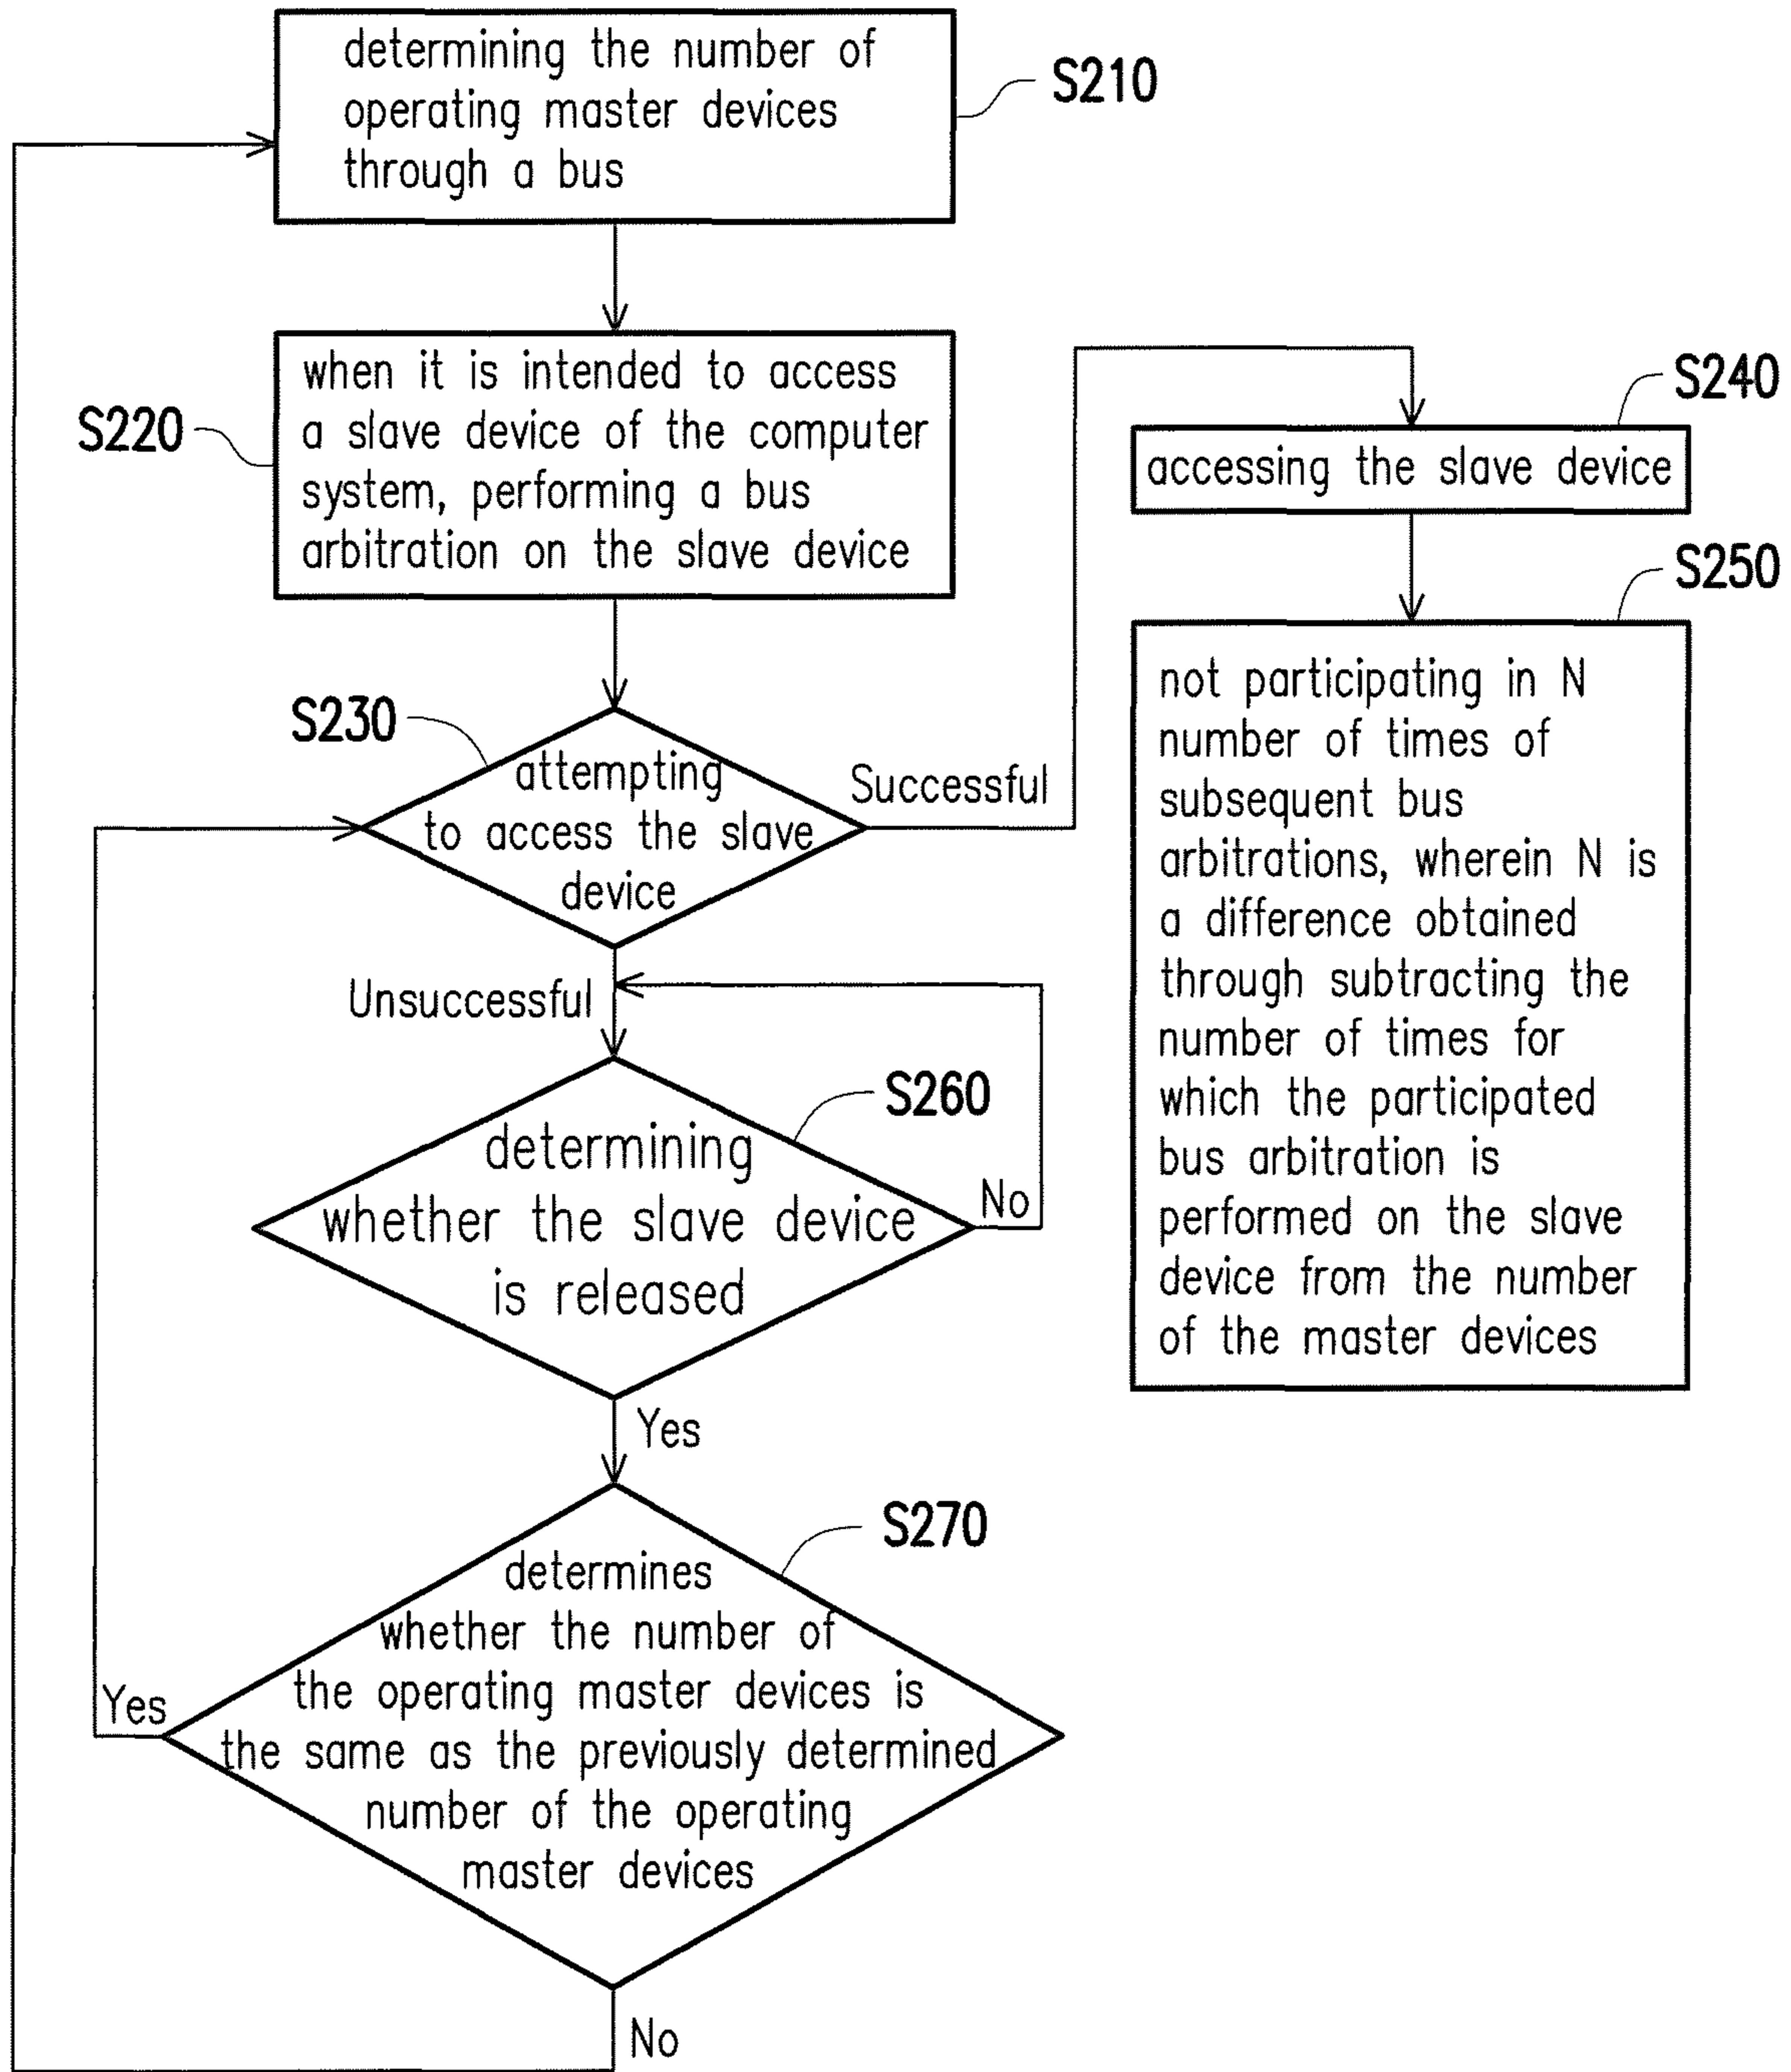 determining the number of
operating master devices
through a bus
S210
when it is intended to access
a slave device of the computer
system, performing a bus
arbitration on the slave device
S220
S230
attempting
to access the slave
device
Successful
Unsuccessful
S240
accessing the slave device
S250
not participating in N
number of times of
subsequent bus
arbitrations, wherein N is
a difference obtained
through subtracting the
number of times for
which the participated
bus arbitration is
performed on the slave
device from the number
of the master devices
S260
determining
whether the slave device
is released
No
Yes
S270
determines
whether the number of
the operating master devices is
the same as the previously determined
number of the operating
master devices
Yes
No